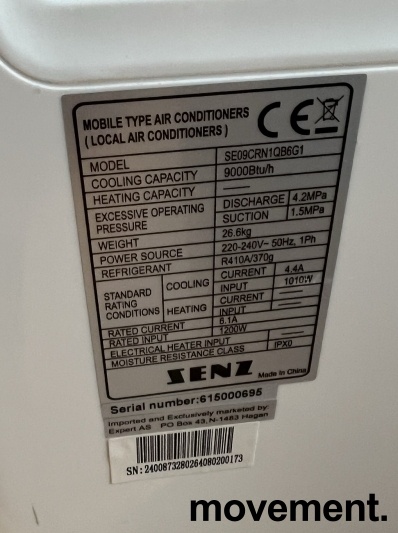 MOBILE TYPE AIR CONDITIONERS
( LOCAL AIR CONDITIONERS )
CE
MODEL SE09CRN1QB6G1
COOLING CAPACITY 9000Btu/h
HEATING CAPACITY ——
EXCESSIVE OPERATING PRESSURE DISCHARGE 4.2MPa
SUCTION 1.5MPa
WEIGHT 26.6kg
POWER SOURCE 220-240V~ 50Hz, 1Ph
REFRIGERANT R410A/370g
STANDARD RATING CONDITIONS COOLING CURRENT 4.4A
INPUT 1010W
HEATING CURRENT ——
INPUT ——
RATED CURRENT 6.1A
RATED INPUT 1200W
ELECTRICAL HEATER INPUT ——
MOISTURE RESISTANCE CLASS IPX0
SENZ Made in China
Serial number:615000695
Imported and Exclusively marketed by:
Expert AS PO Box 43, N-1483 Hagan
SN: 2400873280264080200173
movement.